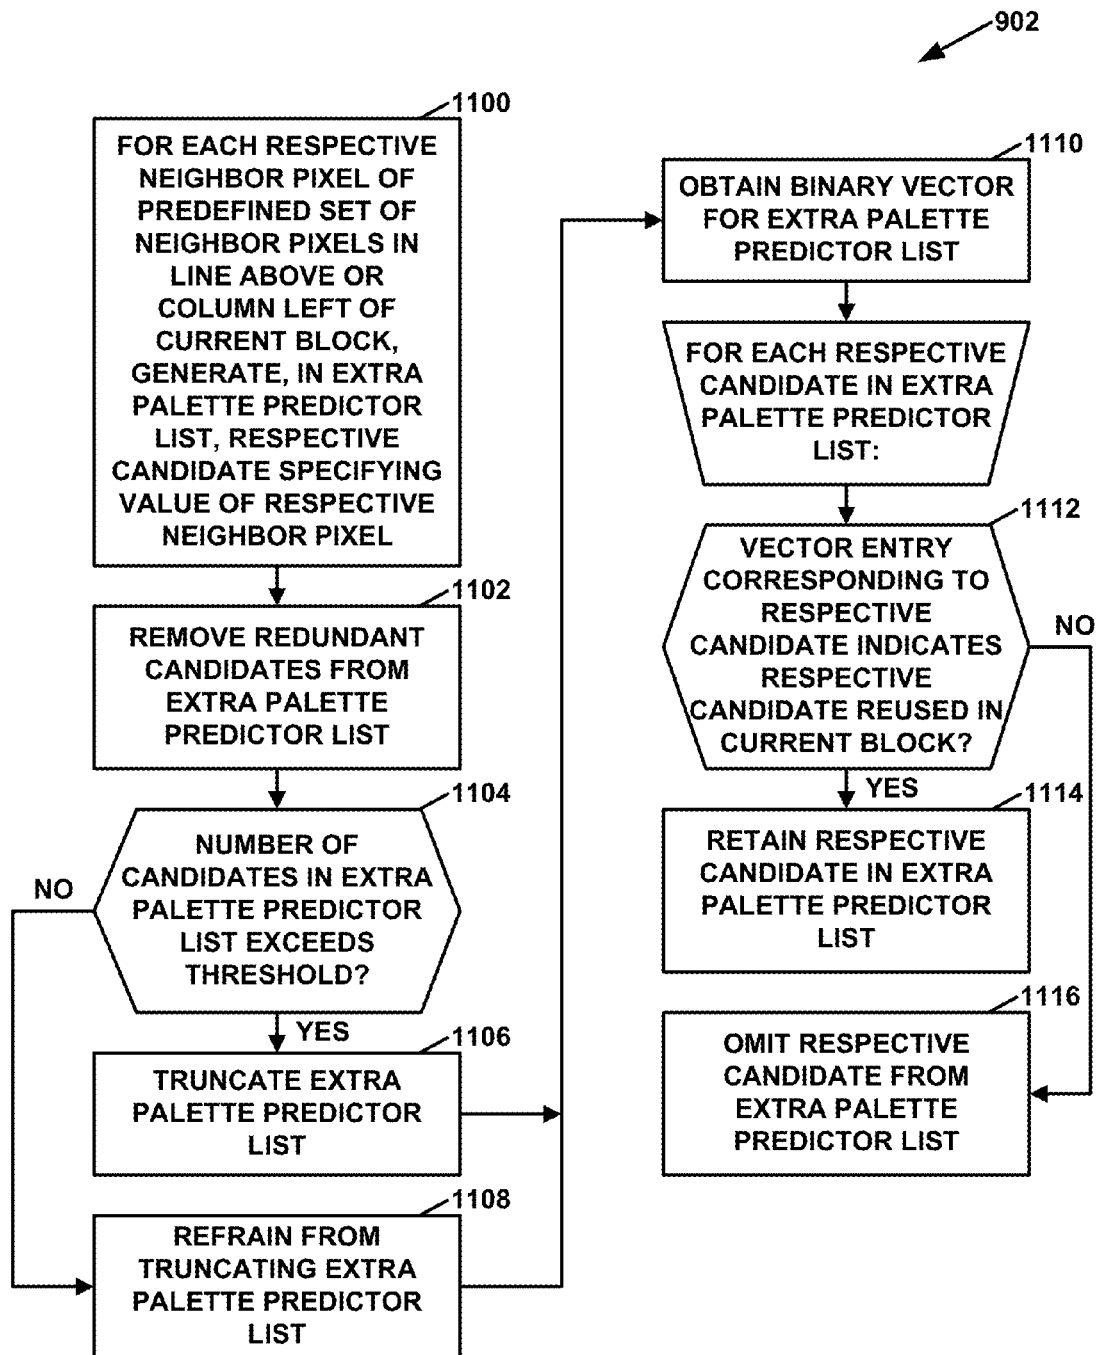 902
1100
FOR EACH RESPECTIVE
NEIGHBOR PIXEL OF
PREDEFINED SET OF
NEIGHBOR PIXELS IN
LINE ABOVE OR
COLUMN LEFT OF
CURRENT BLOCK,
GENERATE, IN EXTRA
PALETTE PREDICTOR
LIST, RESPECTIVE
CANDIDATE SPECIFYING
VALUE OF RESPECTIVE
NEIGHBOR PIXEL
1102
REMOVE REDUNDANT
CANDIDATES FROM
EXTRA PALETTE
PREDICTOR LIST
1104
NUMBER OF
CANDIDATES IN EXTRA
PALETTE PREDICTOR
LIST EXCEEDS
THRESHOLD?
NO
YES
1106
TRUNCATE EXTRA
PALETTE PREDICTOR
LIST
1108
REFRAIN FROM
TRUNCATING EXTRA
PALETTE PREDICTOR
LIST
1110
OBTAIN BINARY VECTOR
FOR EXTRA PALETTE
PREDICTOR LIST
FOR EACH RESPECTIVE
CANDIDATE IN EXTRA
PALETTE PREDICTOR
LIST:
1112
VECTOR ENTRY
CORRESPONDING TO
RESPECTIVE
CANDIDATE INDICATES
RESPECTIVE
CANDIDATE REUSED IN
CURRENT BLOCK?
NO
YES
1114
RETAIN RESPECTIVE
CANDIDATE IN EXTRA
PALETTE PREDICTOR
LIST
1116
OMIT RESPECTIVE
CANDIDATE FROM
EXTRA PALETTE
PREDICTOR LIST